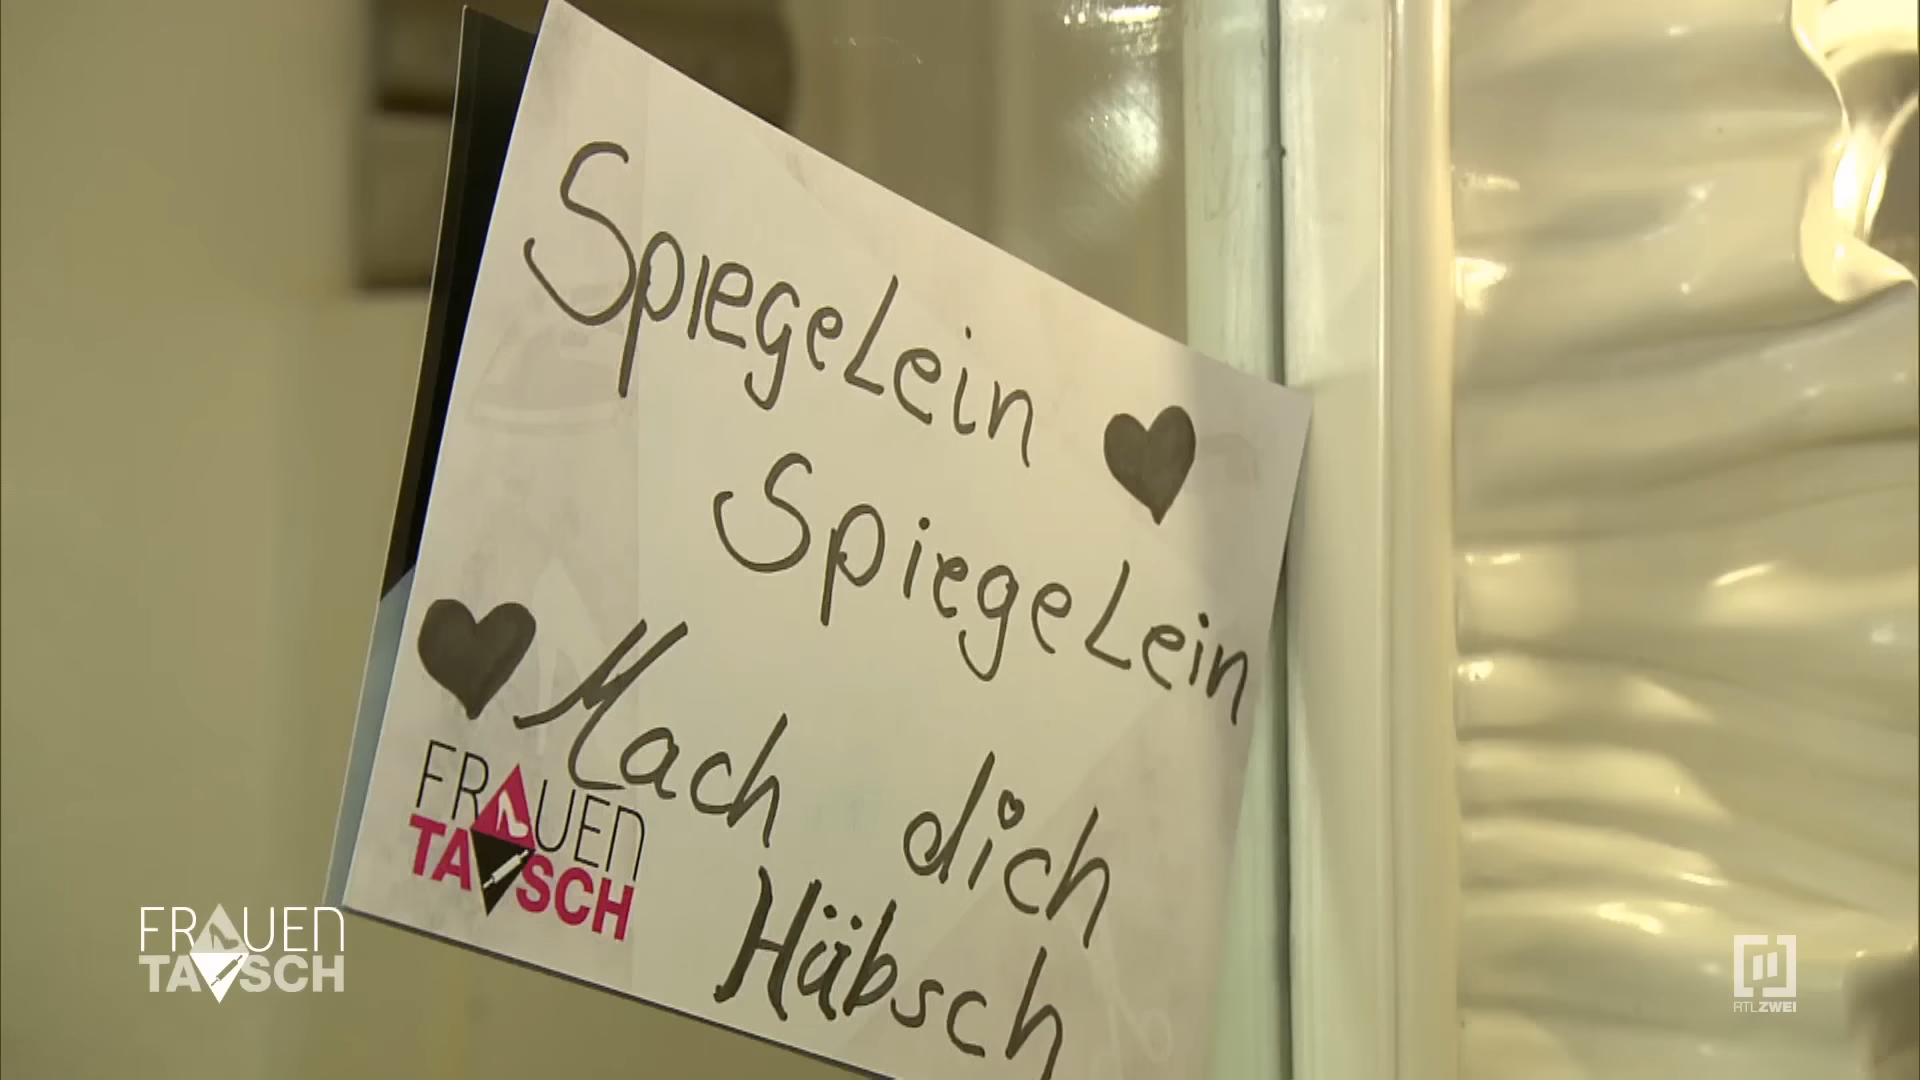 SpiegeLein
SpiegeLein
Mach dich
Häbsch
FRAUEN
TAUSCH
FRAUEN
TAUSCH
RTLZWEI